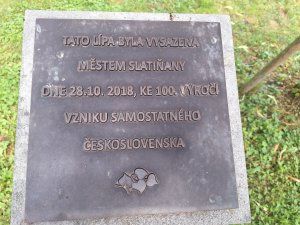 TATO LÍPA BYLA VYSAZENA
MĚSTEM SLATIŇANY
DNE 28.10. 2018, KE 100. VÝROČÍ
VZNIKU SAMOSTATNÉHO
ČESKOSLOVENSKA